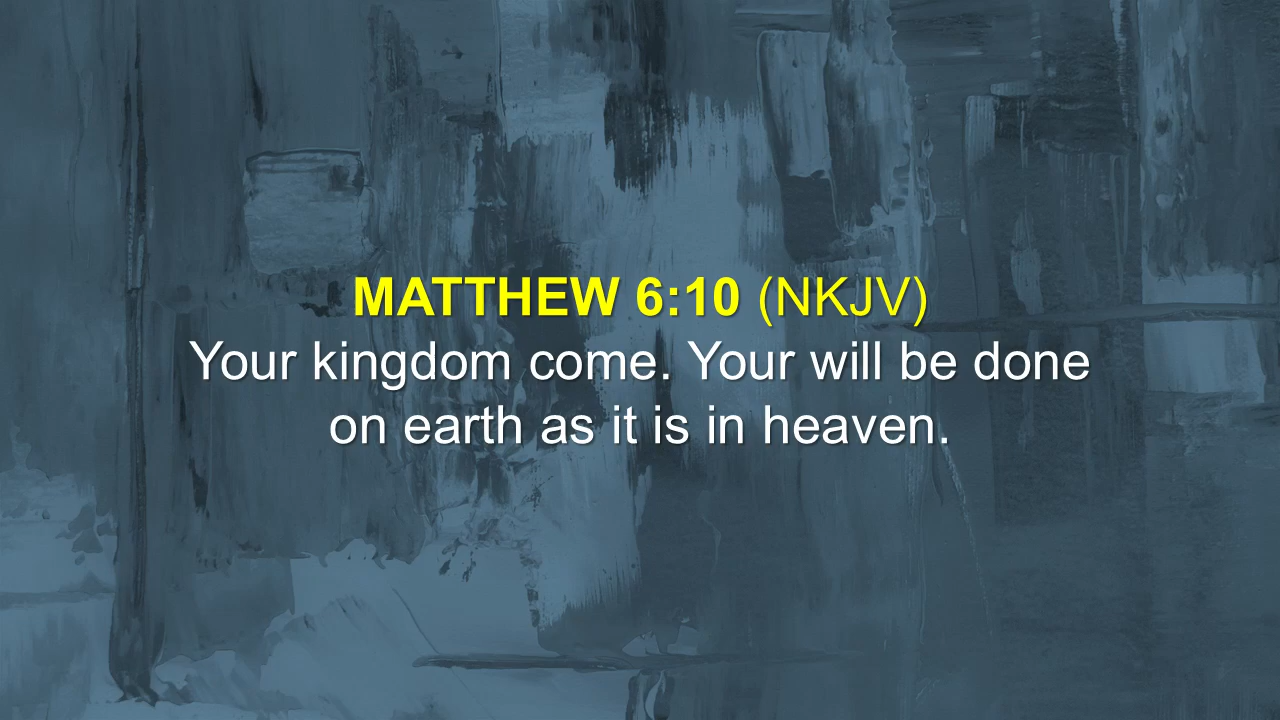 MATTHEW 6:10 (NKJV)
Your kingdom come. Your will be done
on earth as it is in heaven.